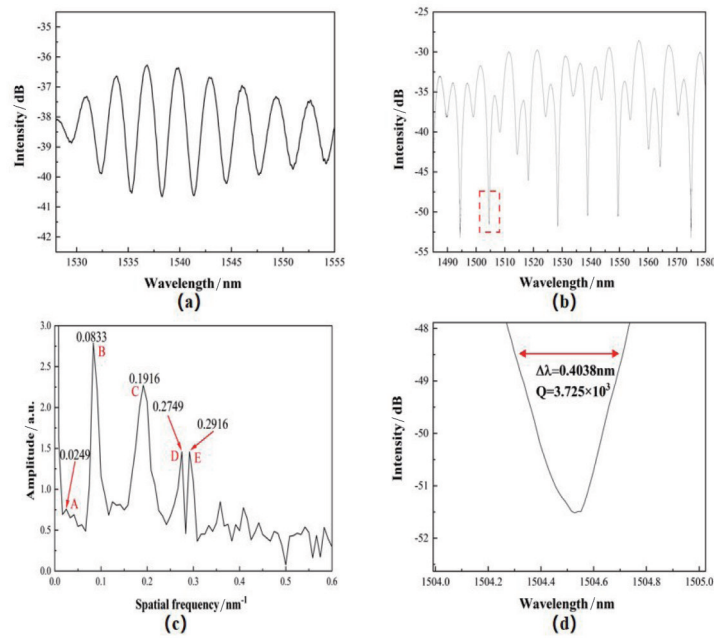 -35
-36
-37
-38
-39
-40
-41
-42
Intensity/dB
1530 1535 1540 1545 1550 1555
Wavelength/nm
(a)
-25
-30
-35
-40
-45
-50
-55
Intensity/dB
1490 1500 1510 1520 1530 1540 1550 1560 1570 1580
Wavelength/nm
(b)
3.0
2.5
2.0
1.5
1.0
0.5
0.0
Amplitude/a.u.
0.0833
B
0.1916
C
0.2749
0.2916
D E
0.0249
A
0.0 0.1 0.2 0.3 0.4 0.5 0.6
Spatial frequency/nm⁻¹
(c)
-48
-49
-50
-51
-52
Intensity/dB
Δλ=0.4038nm
Q=3.725×10³
1504.0 1504.2 1504.4 1504.6 1504.8 1505.0
Wavelength/nm
(d)